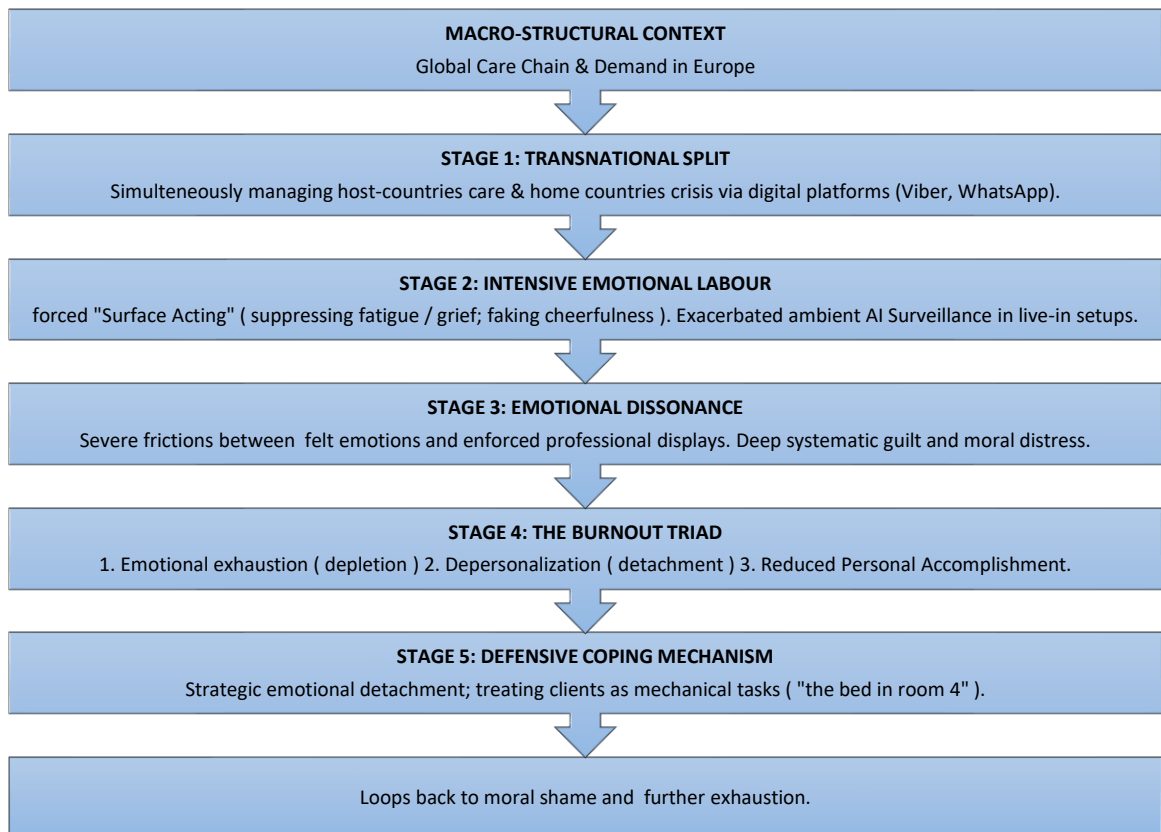 MACRO-STRUCTURAL CONTEXT
Global Care Chain & Demand in Europe
STAGE 1: TRANSNATIONAL SPLIT
Simulteneously managing host-countries care & home countries crisis via digital platforms (Viber, WhatsApp).
STAGE 2: INTENSIVE EMOTIONAL LABOUR
forced "Surface Acting" ( suppressing fatigue / grief; faking cheerfulness ). Exacerbated ambient AI Surveillance in live-in setups.
STAGE 3: EMOTIONAL DISSONANCE
Severe frictions between felt emotions and enforced professional displays. Deep systematic guilt and moral distress.
STAGE 4: THE BURNOUT TRIAD
1. Emotional exhaustion ( depletion ) 2. Depersonalization ( detachment ) 3. Reduced Personal Accomplishment.
STAGE 5: DEFENSIVE COPING MECHANISM
Strategic emotional detachment; treating clients as mechanical tasks ( "the bed in room 4" ).
Loops back to moral shame and further exhaustion.